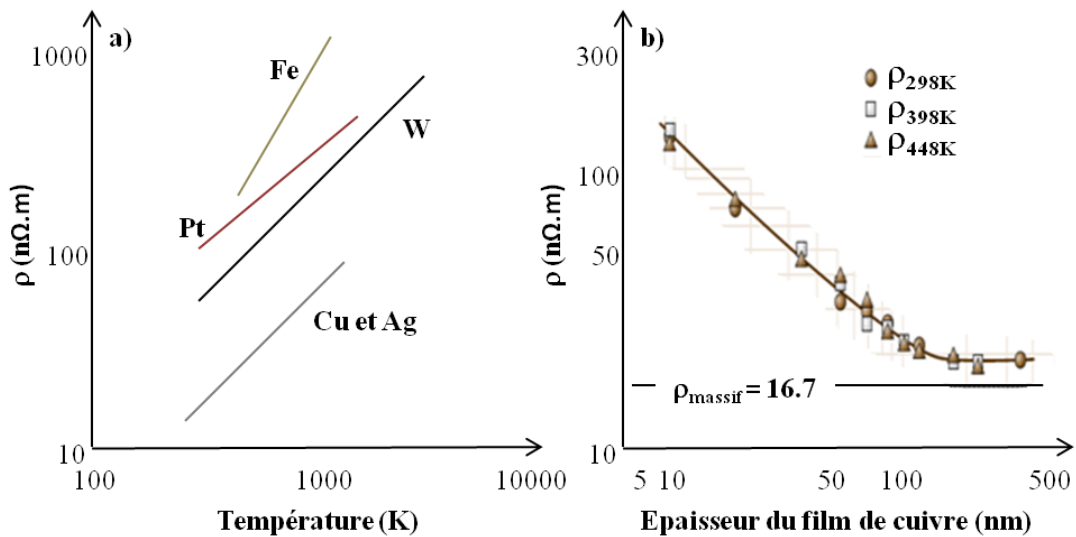 a)
1000
100
10
ρ (nΩ.m)
Fe
W
Pt
Cu et Ag
100
1000
10000
Température (K)
b)
300
100
50
10
ρ (nΩ.m)
ρ298K
ρ398K
ρ448K
ρmassif = 16.7
5 10
50
100
500
Epaisseur du film de cuivre (nm)